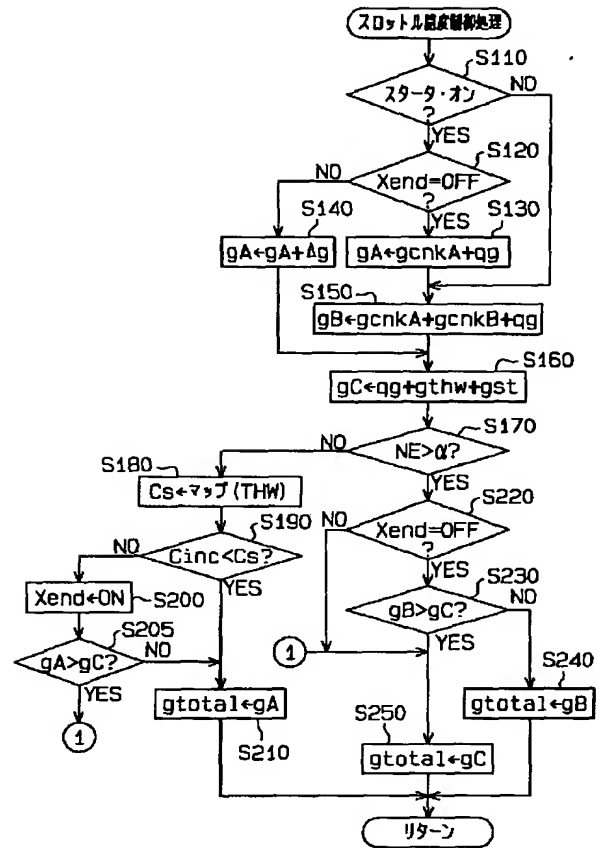 スロットル開度制御処理
S110
スタータ・オン
?
NO
YES
S120
Xend=OFF
?
NO
YES
S140
S130
gA←gA+Δg
gA←gcnkA+qg
S150
gB←gcnkA+gcnkB+qg
S160
gC←qg+gthw+gst
S170
NE>α?
NO
YES
S180
Cs←マップ(THW)
S220
Xend=OFF
?
NO
YES
S190
Cinc<Cs?
NO
YES
S230
gB>gC?
NO
YES
Xend←ON
S200
S205
gA>gC?
NO
YES
1
1
S240
gtotal←gB
gtotal←gA
S210
S250
gtotal←gC
リターン